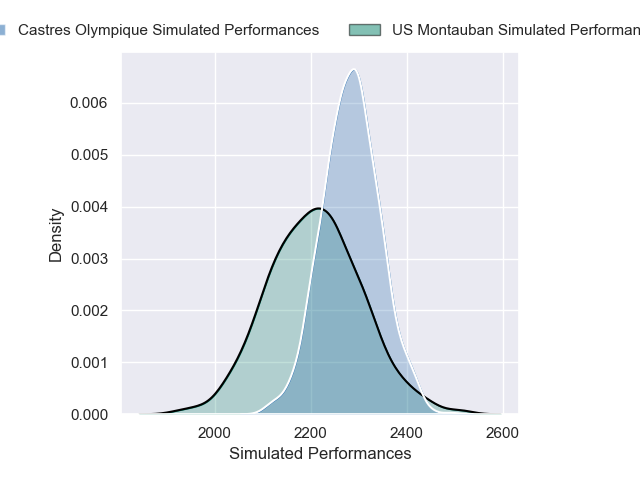 Castres Olympique Simulated Performances
US Montauban Simulated Performan
0.006
0.005
0.004
0.003
0.002
0.001
0.000
Density
2000
2200
2400
2600
Simulated Performances